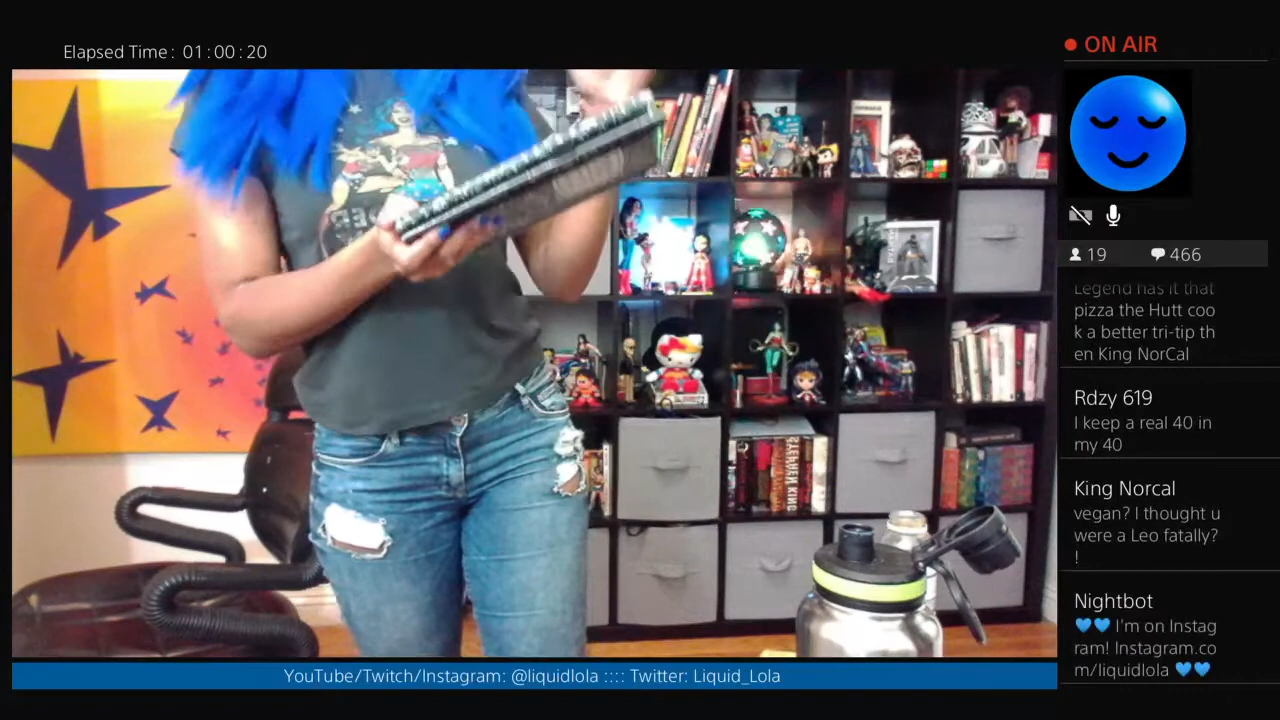 Elapsed Time: 01:00:20
ON AIR
19 466
Legend has it that
pizza the Hutt coo
k a better tri-tip th
en King NorCal
Rdzy 619
I keep a real 40 in
my 40
King Norcal
vegan? I thought u
were a Leo fatally?
!
Nightbot
💙💙 I'm on Instag
ram! Instagram.co
m/liquidlola 💙💙
STEPHEN KING
YouTube/Twitch/Instagram: @liquidlola :::: Twitter: Liquid_Lola